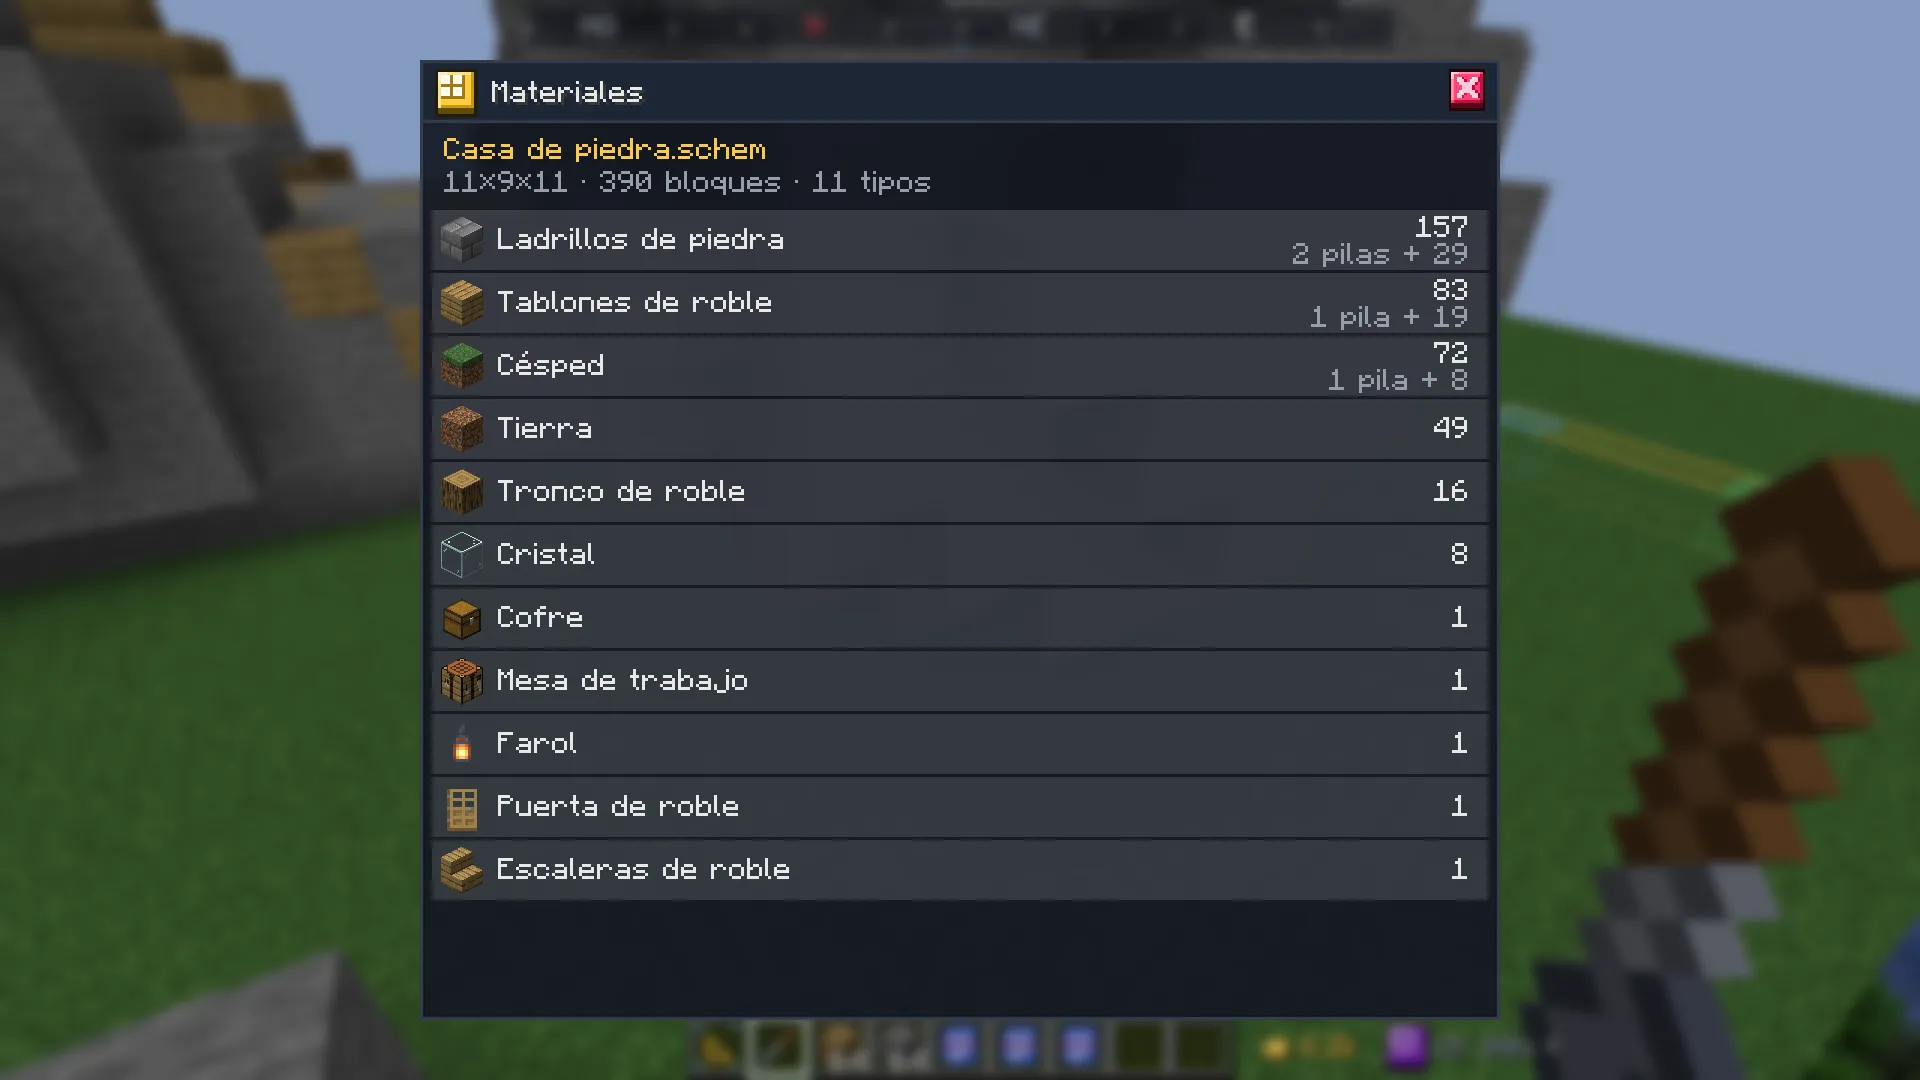 Materiales
Casa de piedra.schem
11×9×11 · 390 bloques · 11 tipos
Ladrillos de piedra
157
2 pilas + 29
Tablones de roble
83
1 pila + 19
Césped
72
1 pila + 8
Tierra
49
Tronco de roble
16
Cristal
8
Cofre
1
Mesa de trabajo
1
Farol
1
Puerta de roble
1
Escaleras de roble
1